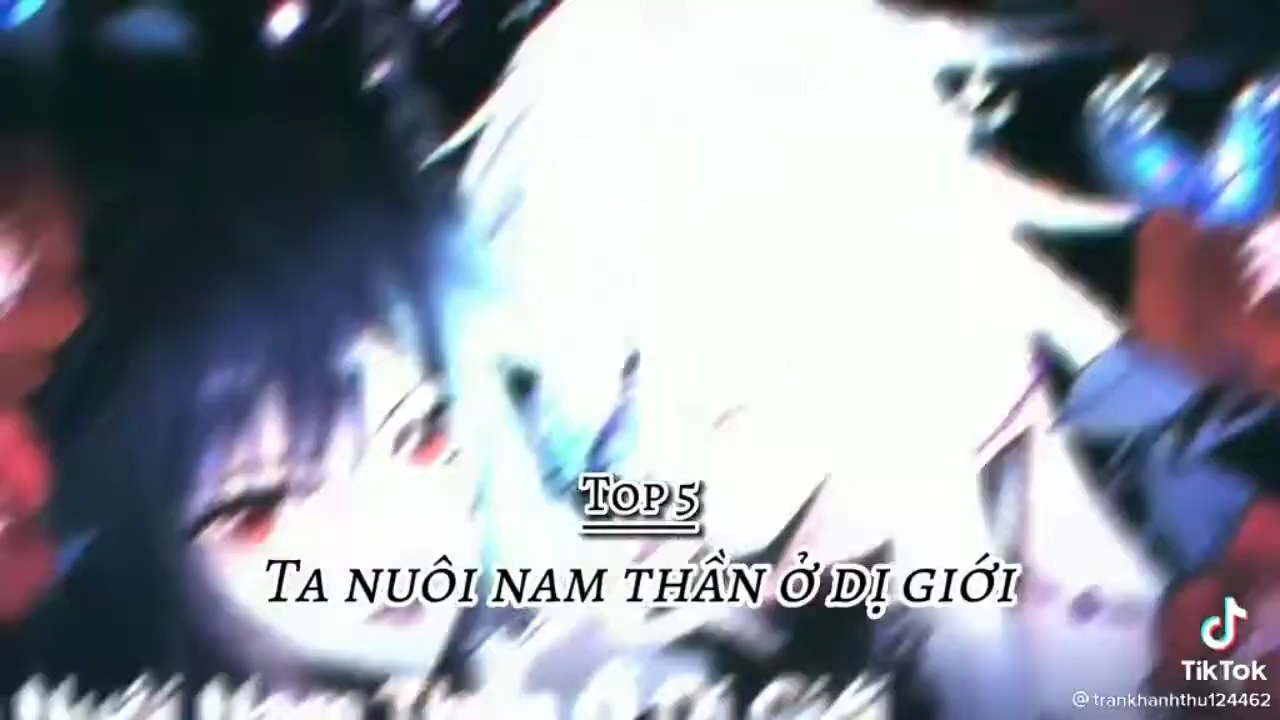 Top 5
Ta nuôi nam thần ở dị giới
TikTok
@trankhanhthu124462